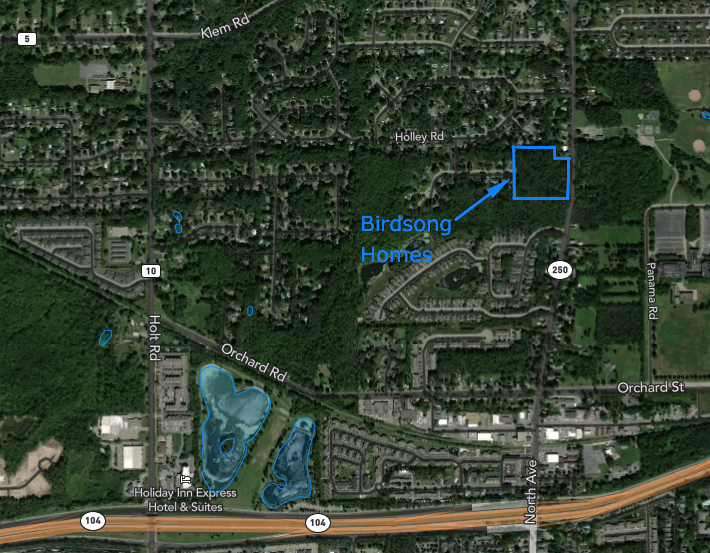 5
Klem Rd
Holley Rd
Birdsong
Homes
10
250
Panama Rd
Holt Rd
Orchard Rd
Orchard St
Holiday Inn Express
Hotel & Suites
North Ave
104
104